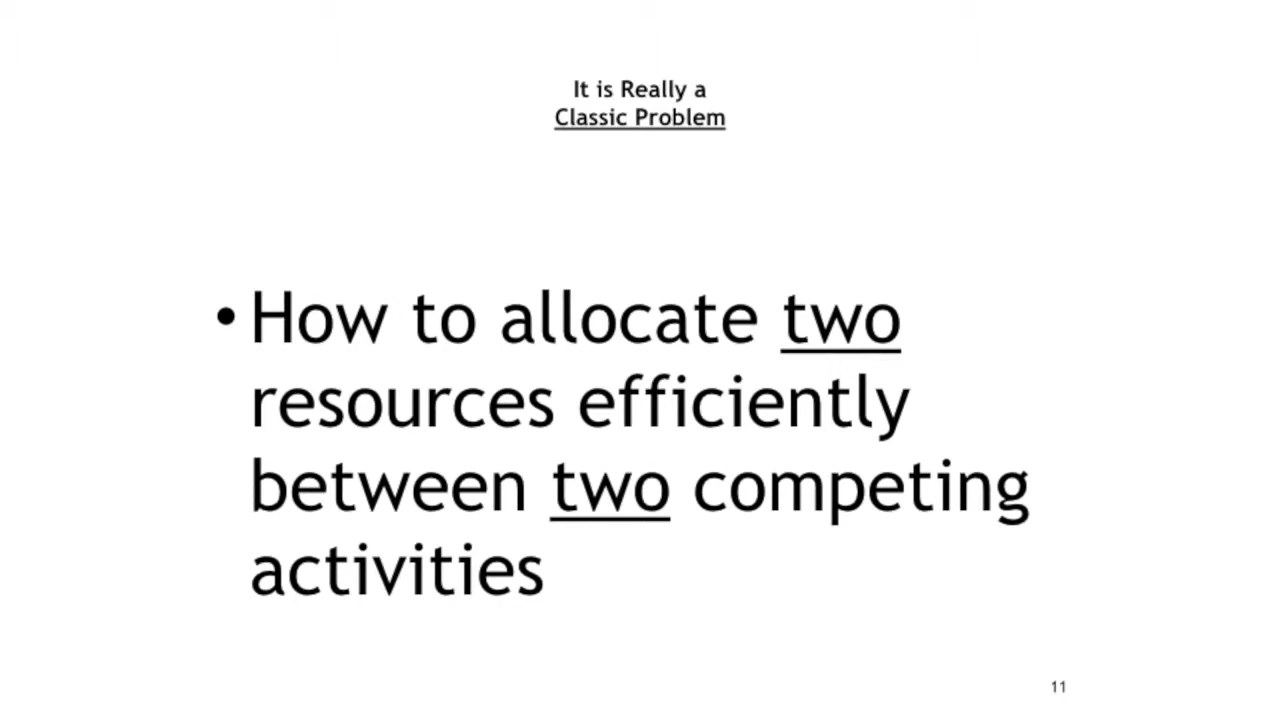 It is Really a
Classic Problem
• How to allocate two
resources efficiently
between two competing
activities
11